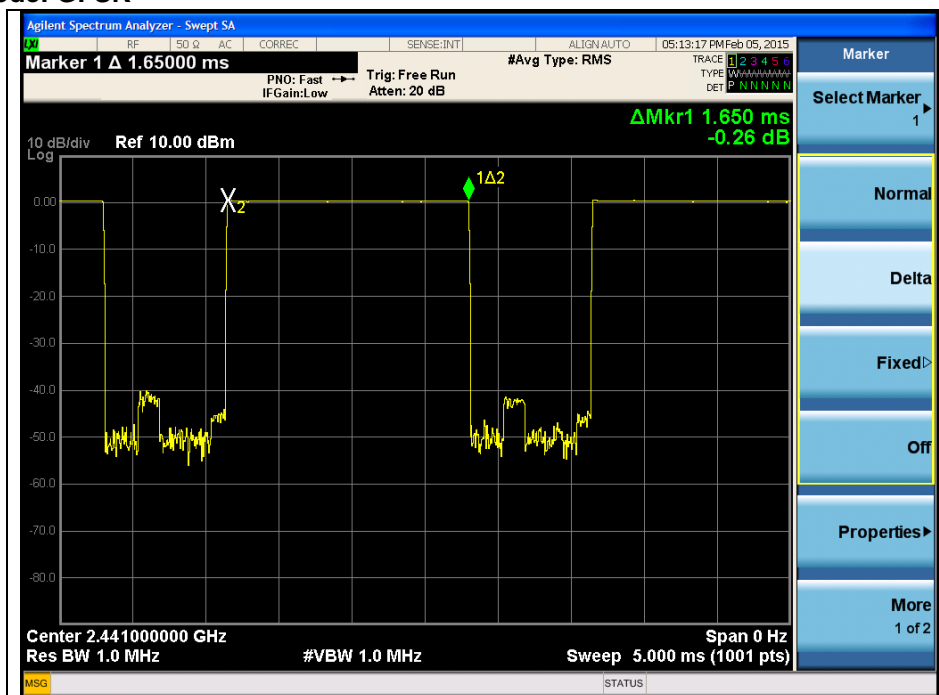 Agilent Spectrum Analyzer - Swept SA
LXI RF 50 Ω AC CORREC SENSE:INT ALIGN AUTO 05:13:17 PM Feb 05, 2015
Marker 1 Δ 1.65000 ms
PNO: Fast
IFGain:Low
Trig: Free Run
Atten: 20 dB
#Avg Type: RMS
TRACE 1 2 3 4 5 6
TYPE W
DET P N N N N N
ΔMkr1 1.650 ms
-0.26 dB
10 dB/div Ref 10.00 dBm
Log
0.00
-10.0
-20.0
-30.0
-40.0
-50.0
-60.0
-70.0
-80.0
X2
1Δ2
Center 2.441000000 GHz Span 0 Hz
Res BW 1.0 MHz #VBW 1.0 MHz Sweep 5.000 ms (1001 pts)
MSG STATUS
Marker
Select Marker
1
Normal
Delta
Fixed
Off
Properties
More
1 of 2